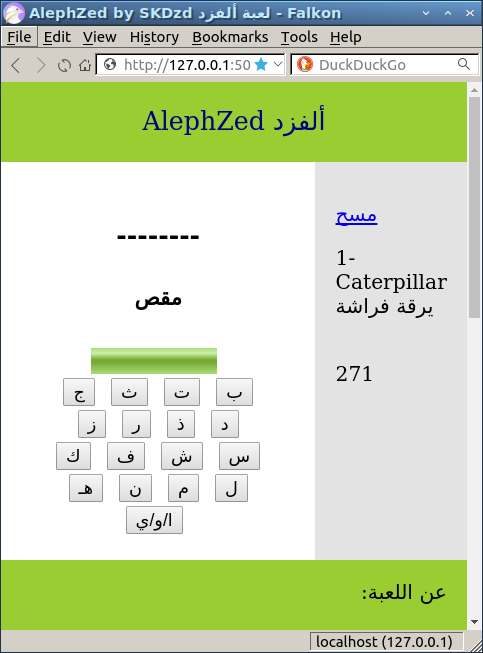 AlephZed by SKDzd لعبة ألفزد - Falkon
File Edit View History Bookmarks Tools Help
http://127.0.0.1:50 DuckDuckGo
AlephZed ألفزد
--------
مقص
ب ت ث ج
د ذ ر ز
س ش ف ك
ل م ن هـ
ا/و/ي
مسح
1-
Caterpillar
يرقة فراشة
271
عن اللعبة:
localhost (127.0.0.1)